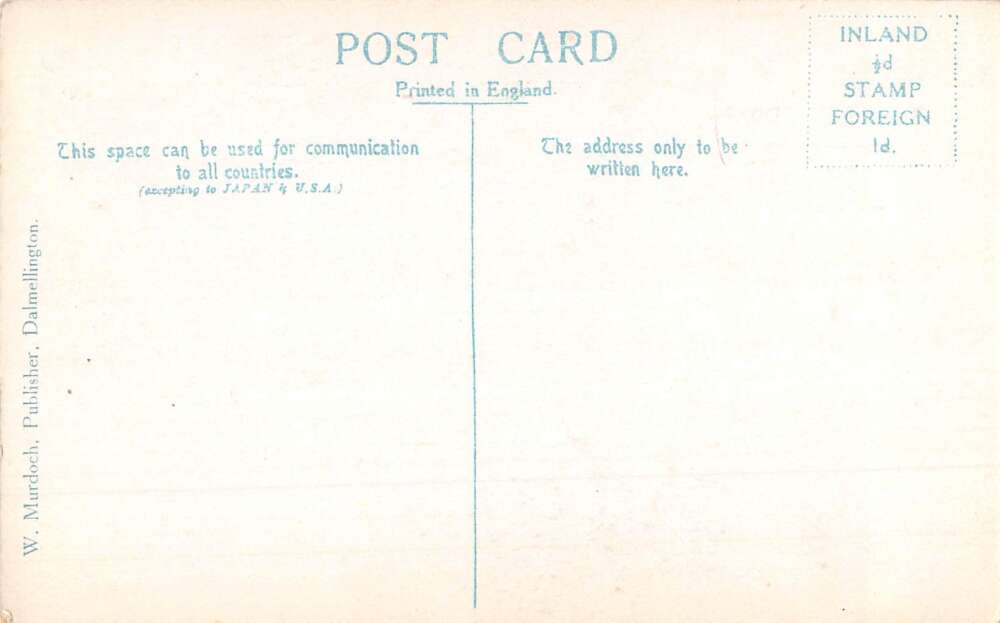 POST CARD
Printed in England.
INLAND
½d
STAMP
FOREIGN
1d.
This space can be used for communication
to all countries.
(excepting to JAPAN & U.S.A.)
The address only to be
written here.
W. Murdoch, Publisher, Dalmellington.